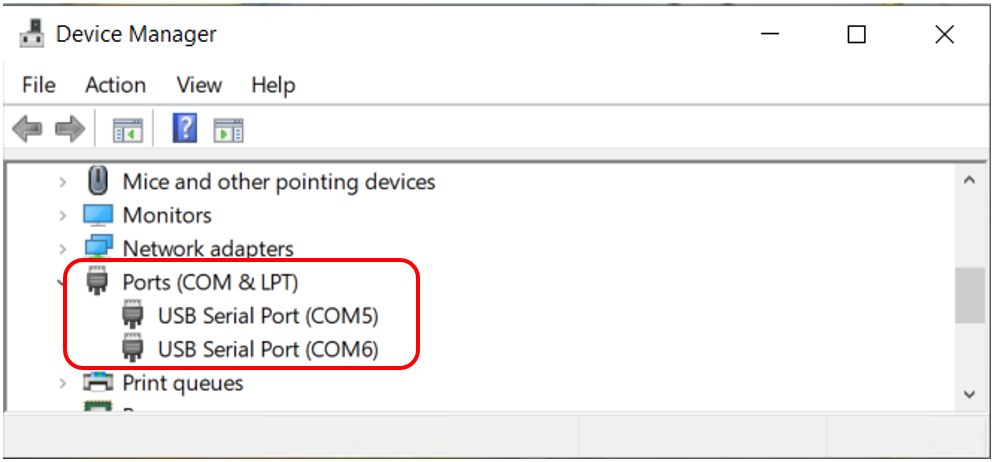 Device Manager
File Action View Help
?
Mice and other pointing devices
Monitors
Network adapters
Ports (COM & LPT)
USB Serial Port (COM5)
USB Serial Port (COM6)
Print queues